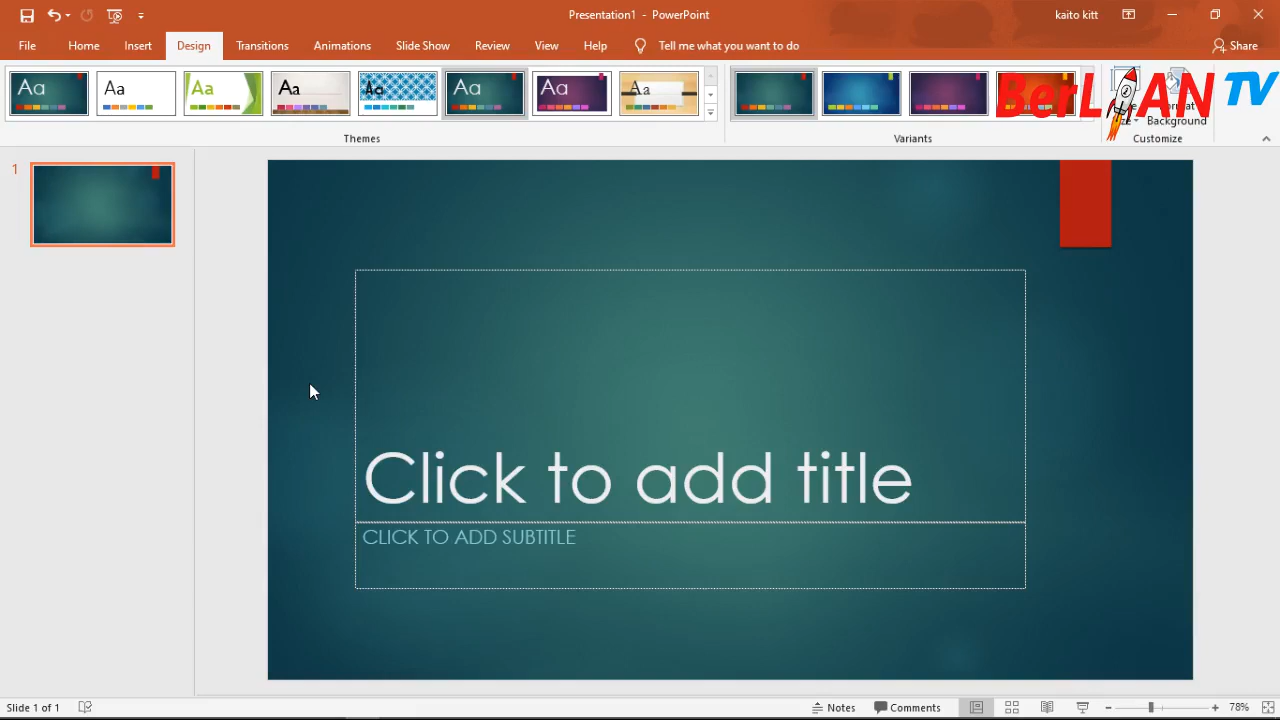 Presentation1 - PowerPoint
kaito kitt
File Home Insert Design Transitions Animations Slide Show Review View Help Tell me what you want to do Share
Aa Aa Aa Aa Aa Aa Aa Aa
BerLIAN TV
Background
Themes Variants Customize
1
Click to add title
CLICK TO ADD SUBTITLE
Slide 1 of 1 Notes Comments 78%